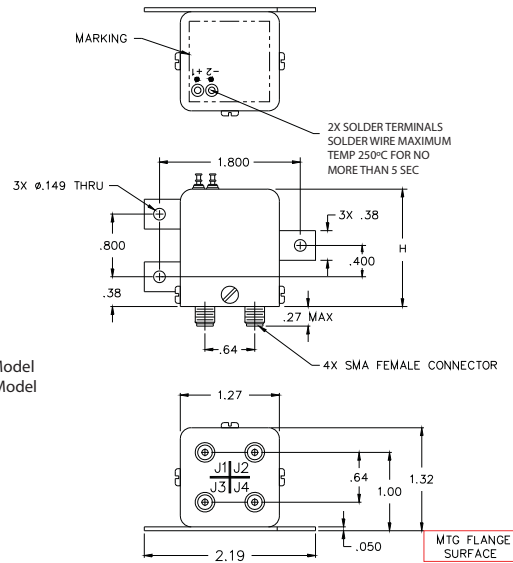 MARKING
1+ 2-
2X SOLDER TERMINALS
SOLDER WIRE MAXIMUM
TEMP 250ºC FOR NO
MORE THAN 5 SEC
1.800
3X ø.149 THRU
3X .38
.800
.400
H
.38
.27 MAX
.64
4X SMA FEMALE CONNECTOR
Model
Model
1.27
J1 J2
J3 J4
.64
1.00
1.32
.050
2.19
MTG FLANGE
SURFACE